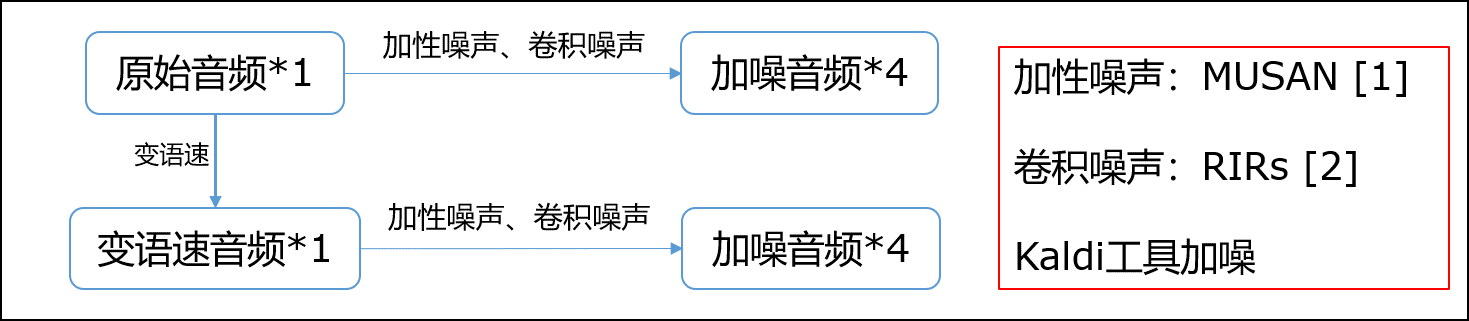 原始音频*1
加性噪声、卷积噪声
加噪音频*4
变语速
变语速音频*1
加性噪声、卷积噪声
加噪音频*4
加性噪声：MUSAN [1]
卷积噪声：RIRs [2]
Kaldi工具加噪